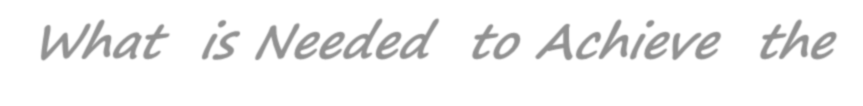 What is Needed to Achieve the